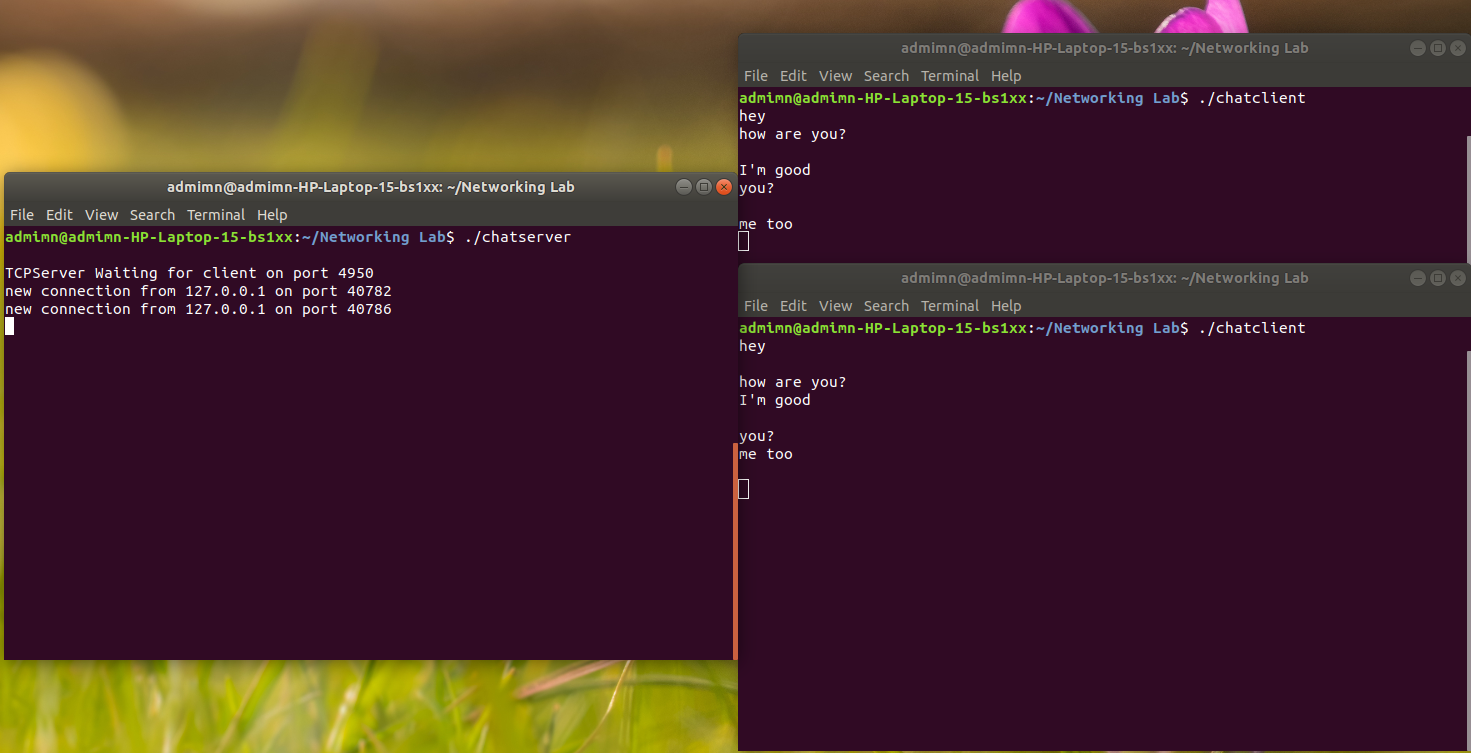 admimn@admimn-HP-Laptop-15-bs1xx: ~/Networking Lab
File Edit View Search Terminal Help
admimn@admimn-HP-Laptop-15-bs1xx:~/Networking Lab$ ./chatserver
TCPServer Waiting for client on port 4950
new connection from 127.0.0.1 on port 40782
new connection from 127.0.0.1 on port 40786
admimn@admimn-HP-Laptop-15-bs1xx: ~/Networking Lab
File Edit View Search Terminal Help
admimn@admimn-HP-Laptop-15-bs1xx:~/Networking Lab$ ./chatclient
hey
how are you?
I'm good
you?
me too
admimn@admimn-HP-Laptop-15-bs1xx: ~/Networking Lab
File Edit View Search Terminal Help
admimn@admimn-HP-Laptop-15-bs1xx:~/Networking Lab$ ./chatclient
hey
how are you?
I'm good
you?
me too